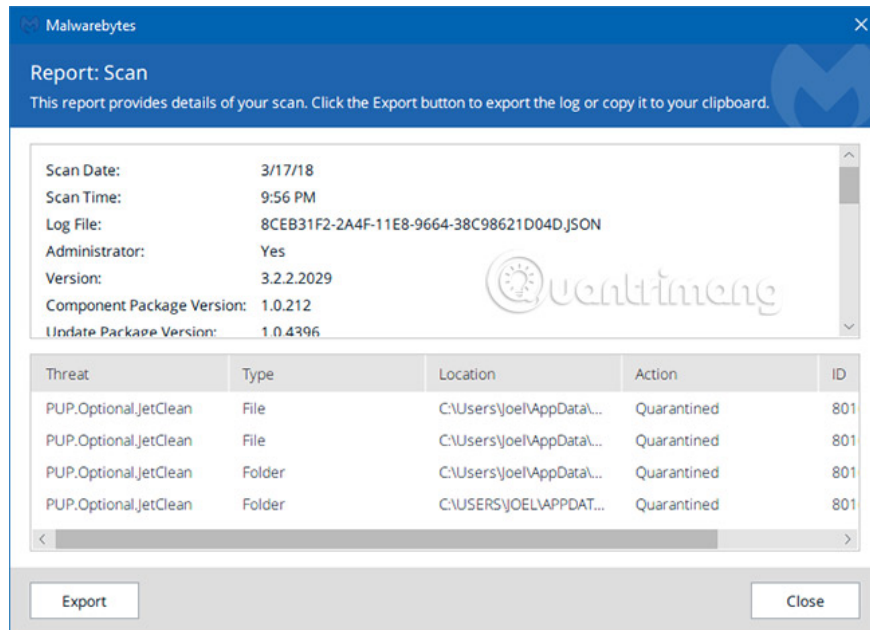 Malwarebytes
Report: Scan
This report provides details of your scan. Click the Export button to export the log or copy it to your clipboard.
Scan Date: 3/17/18
Scan Time: 9:56 PM
Log File: 8CEB31F2-2A4F-11E8-9664-38C98621D04D.JSON
Administrator: Yes
Version: 3.2.2.2029
Component Package Version: 1.0.212
Update Package Version: 1.0.4396
Quantrimang
Threat Type Location Action ID
PUP.Optional.JetClean File C:\Users\Joel\AppData\... Quarantined 801
PUP.Optional.JetClean File C:\Users\Joel\AppData\... Quarantined 801
PUP.Optional.JetClean Folder C:\Users\Joel\AppData\... Quarantined 801
PUP.Optional.JetClean Folder C:\USERS\JOEL\APPDAT... Quarantined 801
Export Close